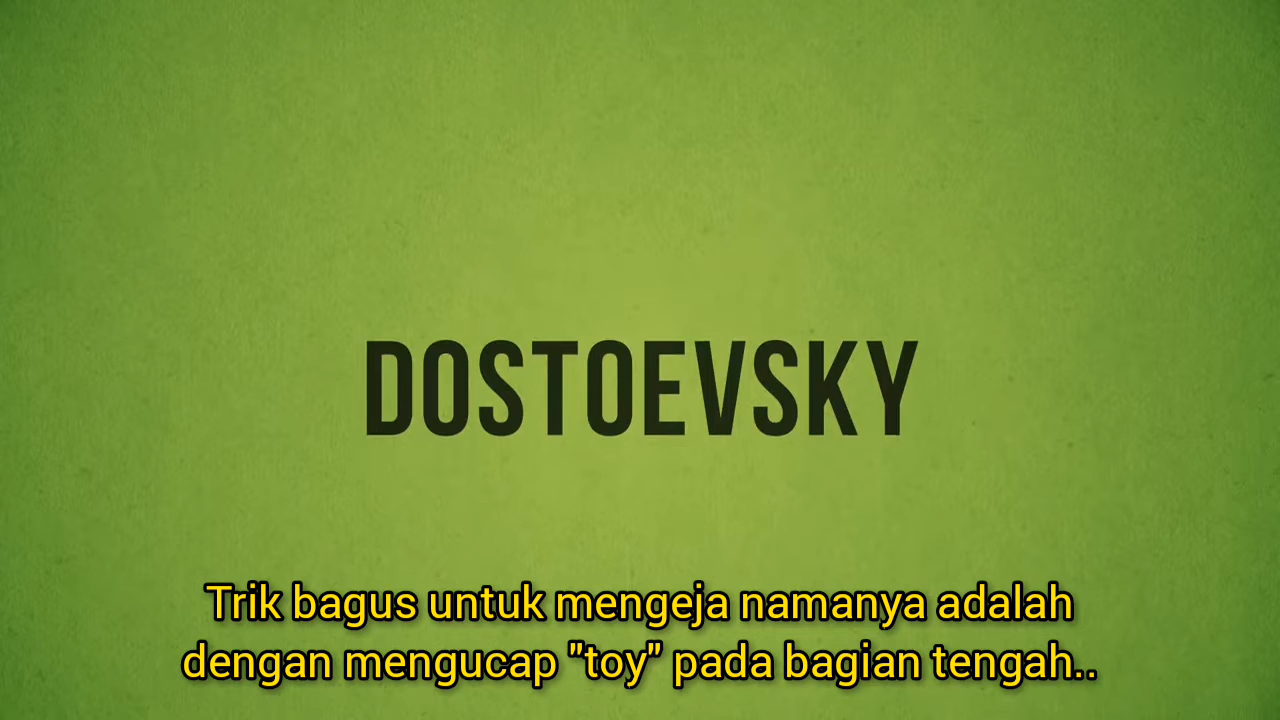 DOSTOEVSKY
Trik bagus untuk mengeja namanya adalah
dengan mengucap "toy" pada bagian tengah..